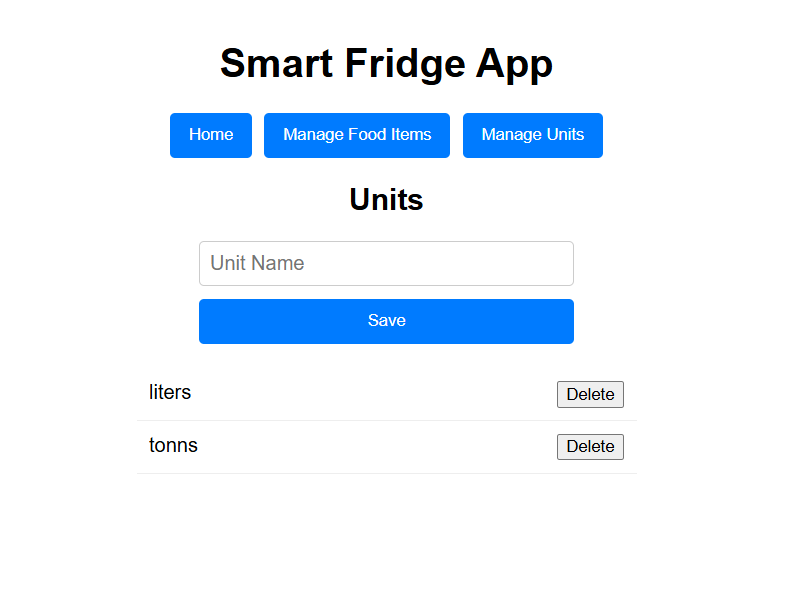 Smart Fridge App
Home Manage Food Items Manage Units
Units
Unit Name
Save
liters Delete
tonns Delete